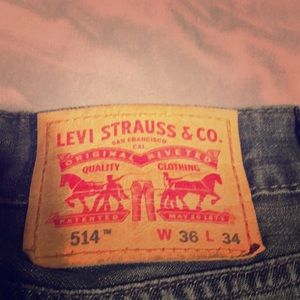 LEVI STRAUSS & CO.
SAN FRANCISCO
CAL.
ORIGINAL RIVETED
QUALITY CLOTHING
PATENTED MAY 20 1873
514™ W 36 L 34